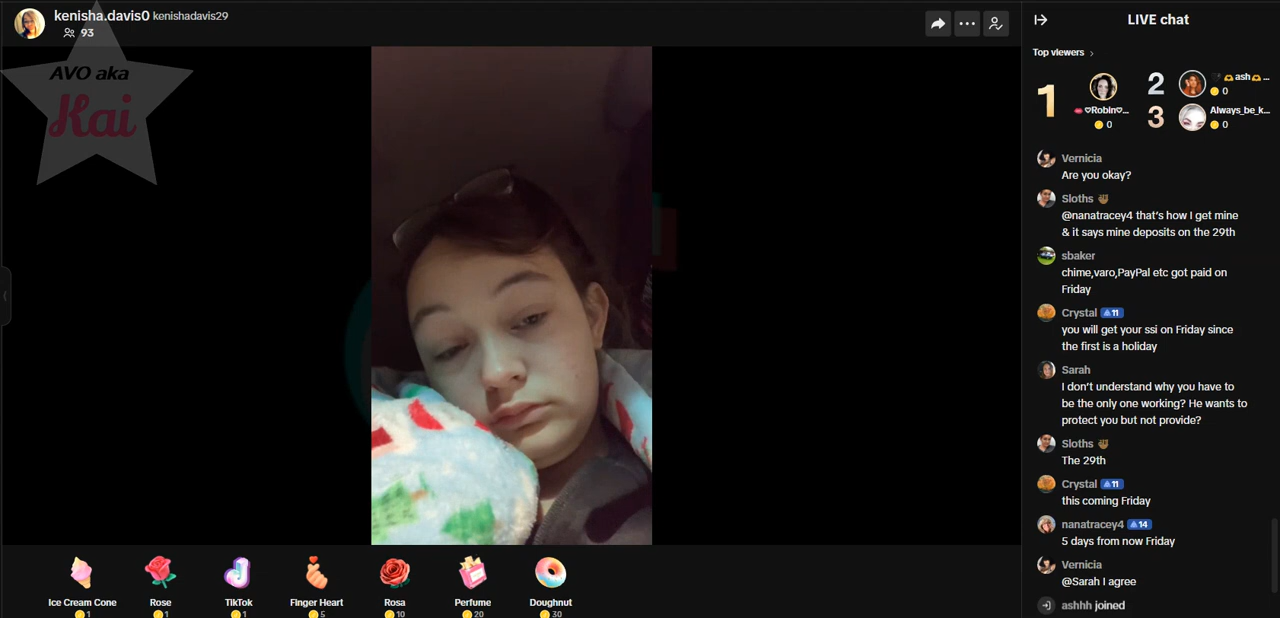 kenisha.davis0 kenishadavis29
93
AVO aka
Kai
LIVE chat
Top viewers
1
♡Robin♡...
0
2
ash
...
0
3
Always_be_k...
0
Vernicia
Are you okay?
Sloths
@nanatracey4 that's how I get mine
& it says mine deposits on the 29th
sbaker
chime,varo,PayPal etc got paid on
Friday
Crystal 11
you will get your ssi on Friday since
the first is a holiday
Sarah
I don't understand why you have to
be the only one working? He wants to
protect you but not provide?
Sloths
The 29th
Crystal 11
this coming Friday
nanatracey4 14
5 days from now Friday
Vernicia
@Sarah I agree
ashhh joined
Ice Cream Cone
1
Rose
1
TikTok
1
Finger Heart
5
Rosa
10
Perfume
20
Doughnut
30